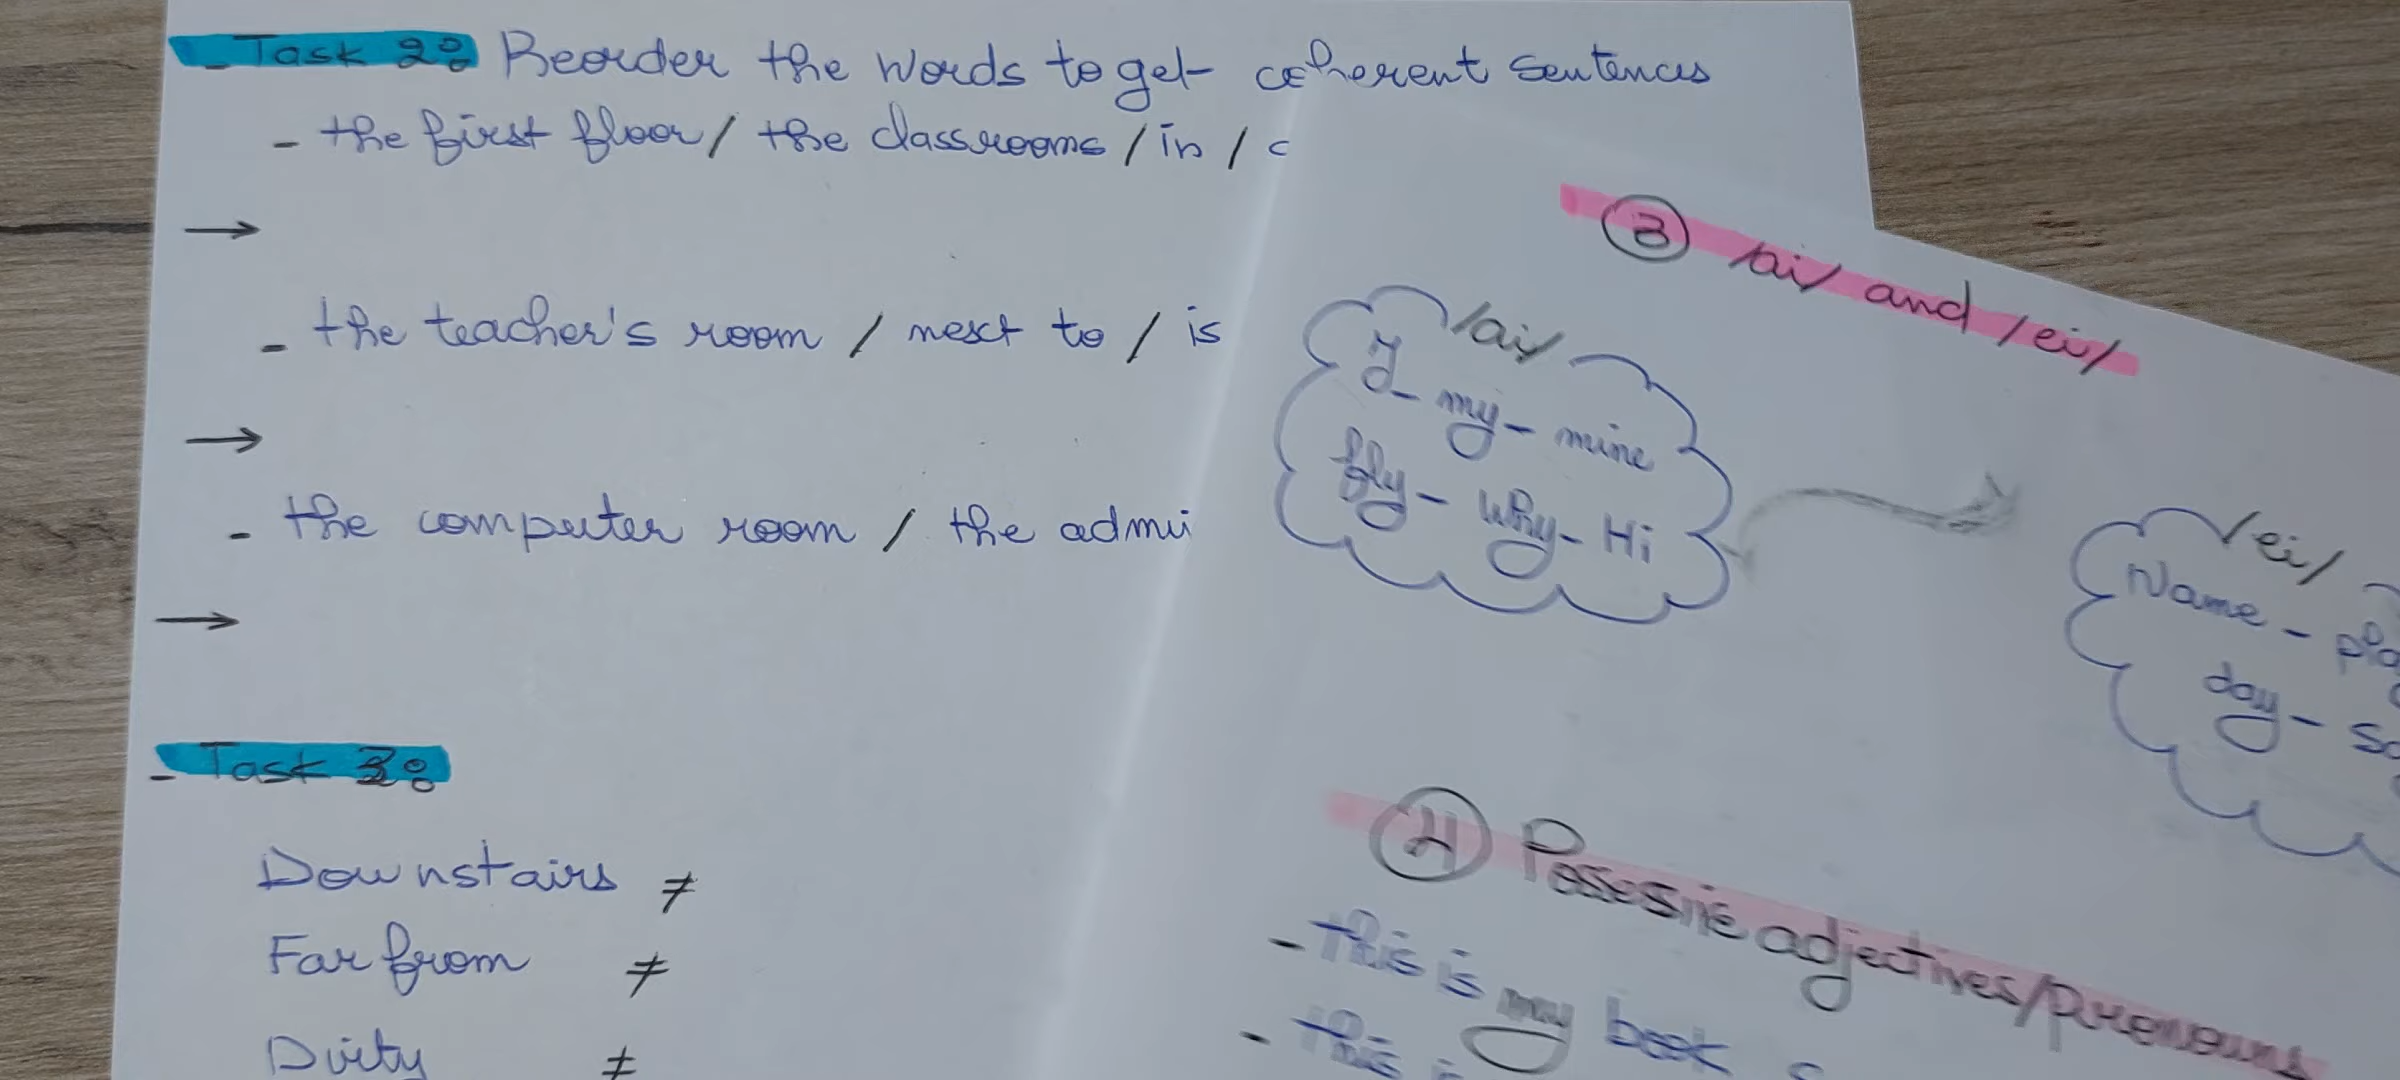 - Task 2: Reorder the words to get coherent sentences
- the first floor / the classrooms / in /
→
- the teacher's room / next to / is
→
- the computer room / the
→
- Task 3:
Downstairs ≠
Far from ≠
Dirty ≠
3 /ai/ and /ei/
/ai/
I - my - mine
fly - why - Hi
/ei/
Name -
day -
4 Possessive adjectives/pronouns
- this is my book
- this